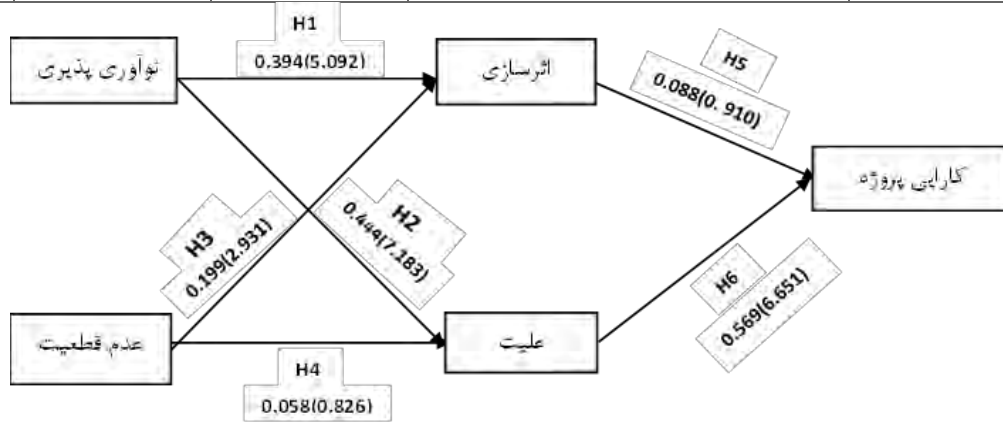 H1
0.394(5.092)
نوآوری پذیری
اثرسازی
H5
0.088(0. 910)
کارایی پروژه
H3
0.199(2.931)
H2
0.444(7.183)
H6
0.569(6.651)
عدم قطعیت
علیت
H4
0.058(0.826)